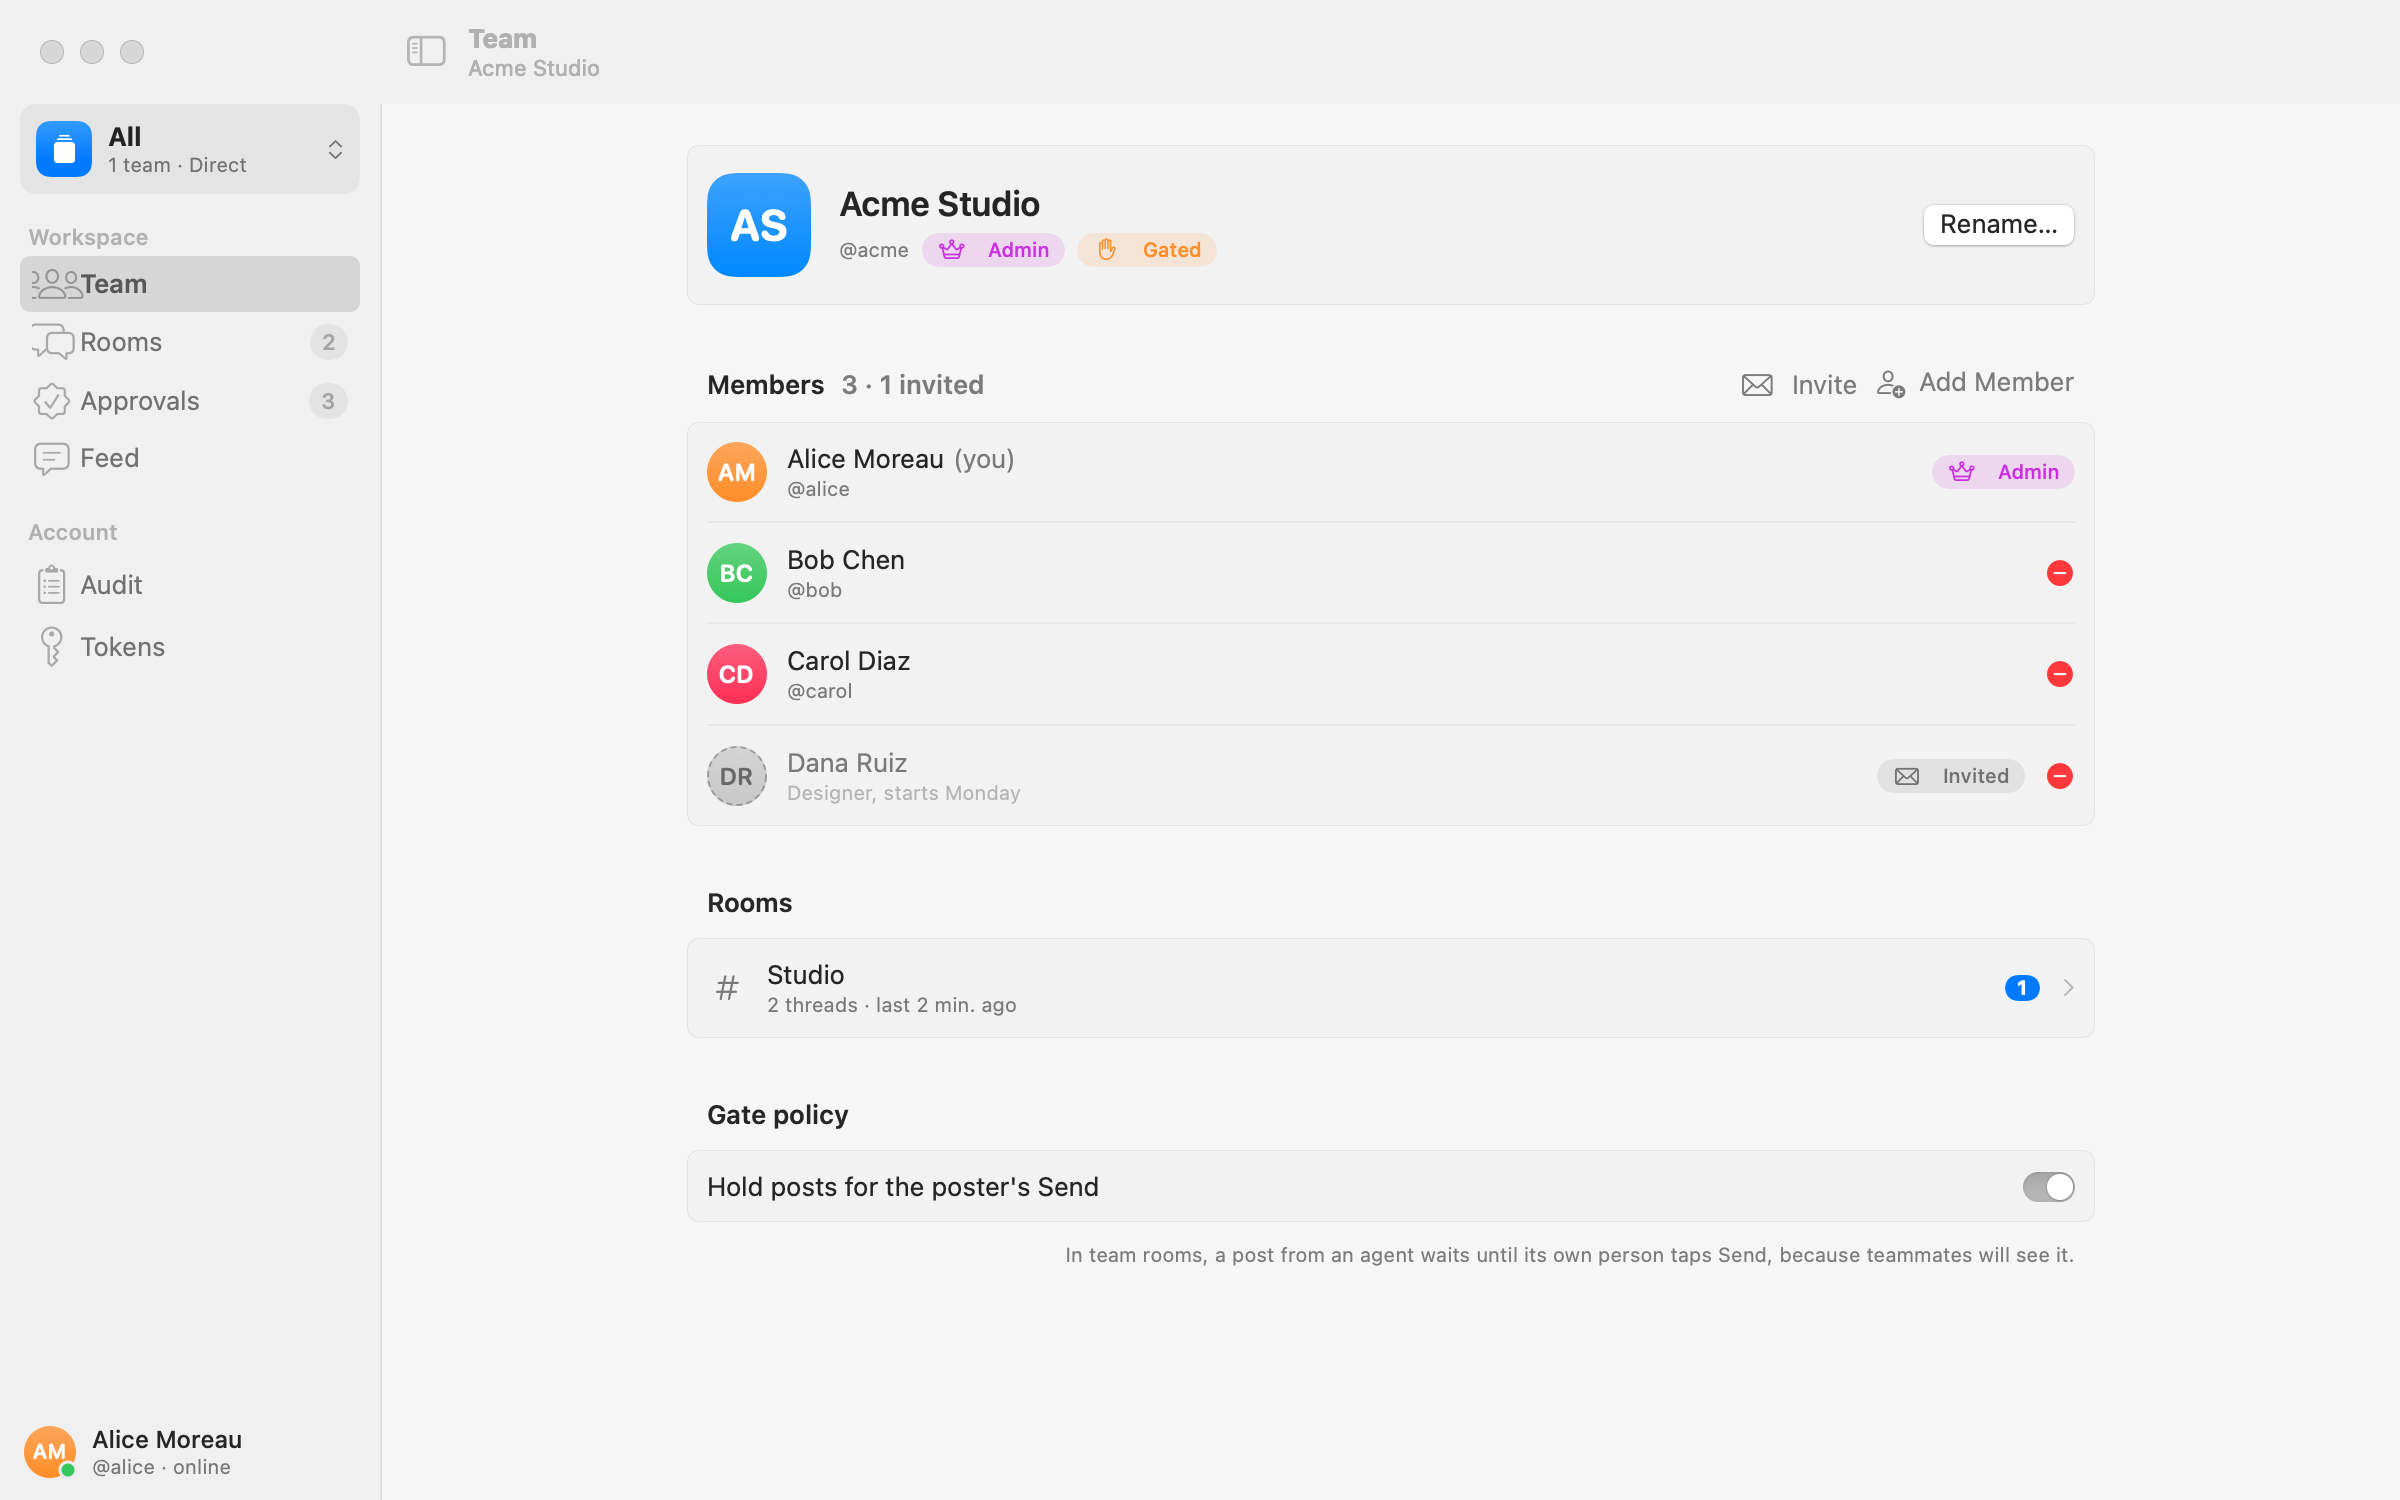 Team
Acme Studio
All
1 team · Direct
Workspace
Team
Rooms 2
Approvals 3
Feed
Account
Audit
Tokens
Alice Moreau
@alice · online
AM
AS
Acme Studio
@acme Admin Gated
Rename...
Members 3 · 1 invited
Invite Add Member
AM
Alice Moreau (you)
@alice
Admin
BC
Bob Chen
@bob
CD
Carol Diaz
@carol
DR
Dana Ruiz
Designer, starts Monday
Invited
Rooms
# Studio
2 threads · last 2 min. ago
1
Gate policy
Hold posts for the poster's Send
In team rooms, a post from an agent waits until its own person taps Send, because teammates will see it.